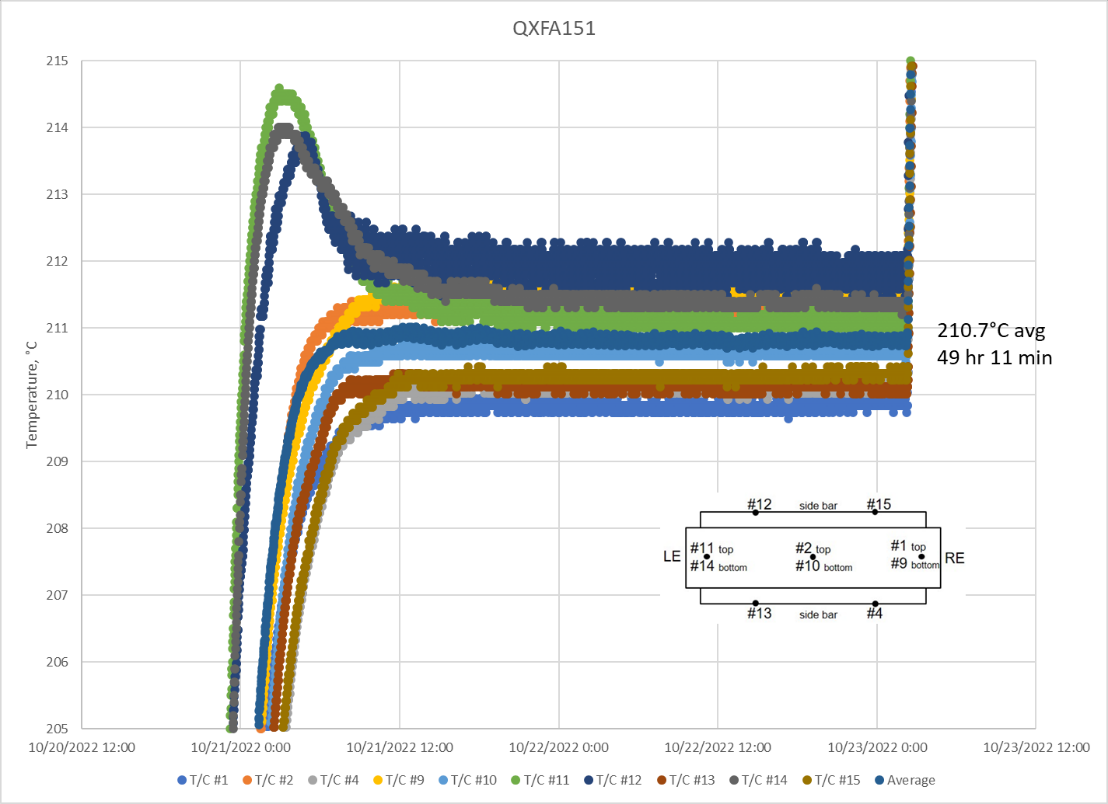 QXFA151
215
214
213
212
211
210
209
208
207
206
205
Temperature, °C
210.7°C avg
49 hr 11 min
#12 side bar #15
LE #11 top #2 top #1 top RE
#14 bottom #10 bottom #9 bottom
#13 side bar #4
10/20/2022 12:00 10/21/2022 0:00 10/21/2022 12:00 10/22/2022 0:00 10/22/2022 12:00 10/23/2022 0:00 10/23/2022 12:00
T/C #1 T/C #2 T/C #4 T/C #9 T/C #10 T/C #11 T/C #12 T/C #13 T/C #14 T/C #15 Average